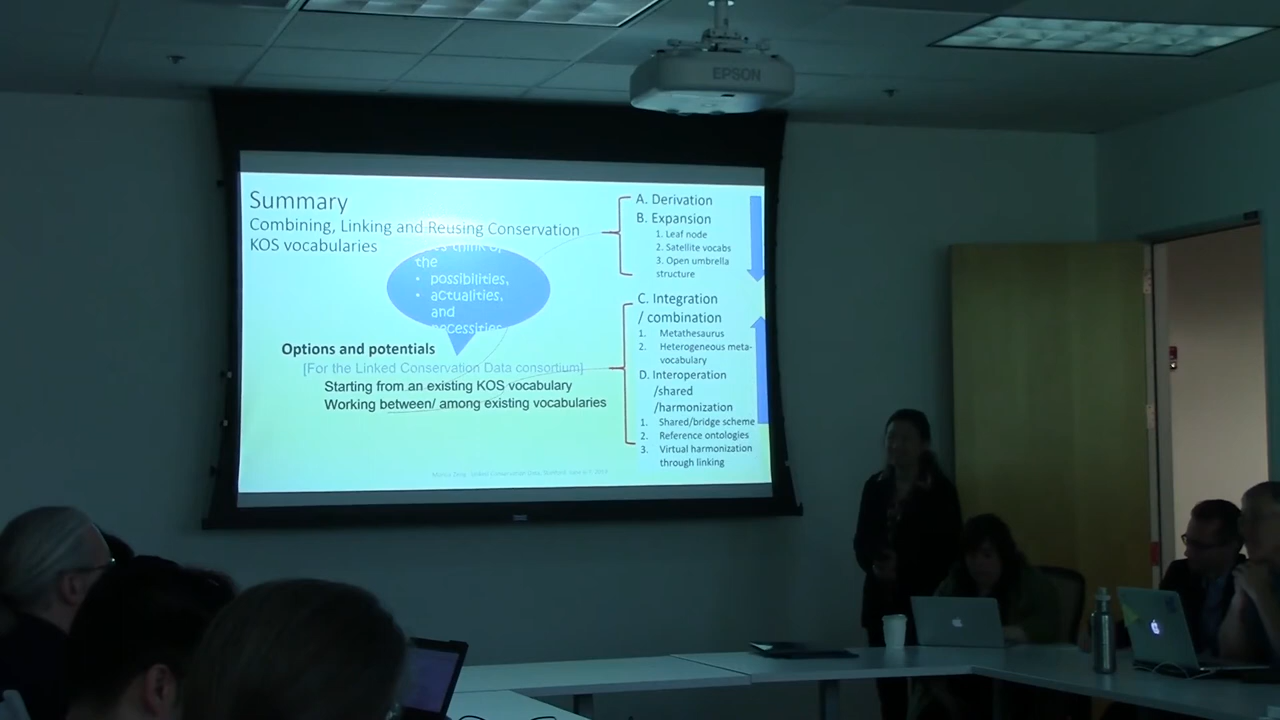 EPSON
Summary
Combining, Linking and Reusing Conservation
KOS vocabularies
the
• possibilities,
• actualities,
and
necessities
Options and potentials
[For the Linked Conservation Data consortium]
Starting from an existing KOS vocabulary
Working between/ among existing vocabularies
A. Derivation
B. Expansion
1. Leaf node
2. Satellite vocabs
3. Open umbrella
structure
C. Integration
/ combination
1. Metathesaurus
2. Heterogeneous meta-
vocabulary
D. Interoperation
/shared
/harmonization
1. Shared/bridge scheme
2. Reference ontologies
3. Virtual harmonization
through linking